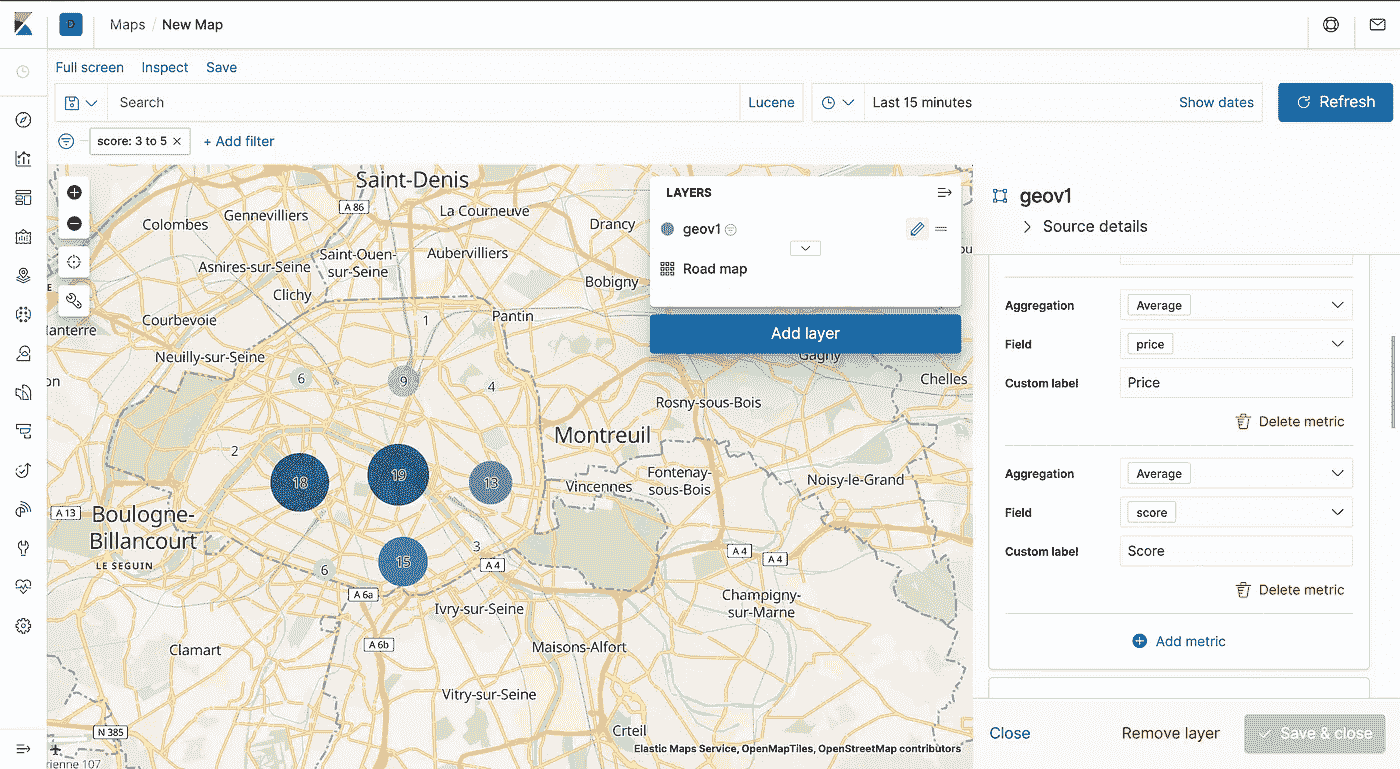 D Maps / New Map
Full screen Inspect Save
Search Lucene Last 15 minutes Show dates Refresh
score: 3 to 5 × + Add filter
Saint-Denis
A 86
La Courneuve
Colombes
Gennevilliers
Drancy
Saint-Ouen-
sur-Seine
Aubervilliers
Asnires-sur-Seine
Bobigny
Clichy
Courbevoie
1
Pantin
anterre
Neuilly-sur-Seine
Gagny
Chelles
6
9
4
Rosny-sous-Bois
Montreuil
2
18
19
13
Vincennes
Fontenay-
sous-Bois
Noisy-le-Grand
A 13
Boulogne-
Billancourt
LE SEGUIN
3
15
6
A 4
A 4
A 4
A 6a
Ivry-sur-Seine
Champigny-
sur-Marne
A 6b
Clamart
Maisons-Alfort
Vitry-sur-Seine
N 385
Crteil
rienne 107
Elastic Maps Service, OpenMapTiles, OpenStreetMap contributors
LAYERS
geov1
Road map
Add layer
geov1
Source details
Aggregation Average
Field price
Custom label Price
Delete metric
Aggregation Average
Field score
Custom label Score
Delete metric
Add metric
Close Remove layer Save & close